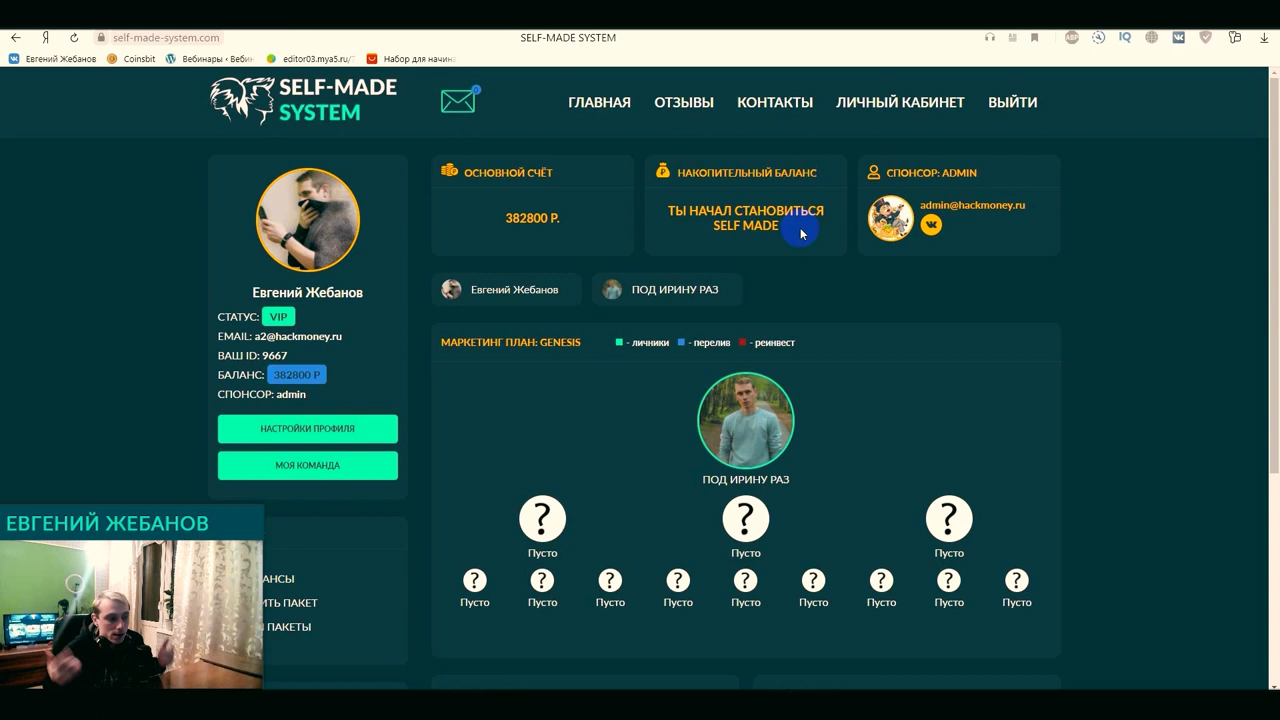 self-made-system.com
SELF-MADE SYSTEM
Евгений Жебанов
Coinsbit
Вебинары ‹ Вебин
editor03.mya5.ru/
Набор для начин
SELF-MADE
SYSTEM
0
ГЛАВНАЯ
ОТЗЫВЫ
КОНТАКТЫ
ЛИЧНЫЙ КАБИНЕТ
ВЫЙТИ
Евгений Жебанов
СТАТУС: VIP
EMAIL: a2@hackmoney.ru
ВАШ ID: 9667
БАЛАНС: 382800 Р
СПОНСОР: admin
НАСТРОЙКИ ПРОФИЛЯ
МОЯ КОМАНДА
ОСНОВНОЙ СЧЁТ
382800 Р.
НАКОПИТЕЛЬНЫЙ БАЛАНС
ТЫ НАЧАЛ СТАНОВИТЬСЯ
SELF MADE
СПОНСОР: ADMIN
admin@hackmoney.ru
Евгений Жебанов
ПОД ИРИНУ РАЗ
МАРКЕТИНГ ПЛАН: GENESIS
- личники
- перелив
- реинвест
ПОД ИРИНУ РАЗ
? ? ?
Пусто Пусто Пусто
? ? ? ? ? ? ? ? ?
Пусто Пусто Пусто Пусто Пусто Пусто Пусто Пусто Пусто
АНСЫ
ИТЬ ПАКЕТ
ПАКЕТЫ
ЕВГЕНИЙ ЖЕБАНОВ